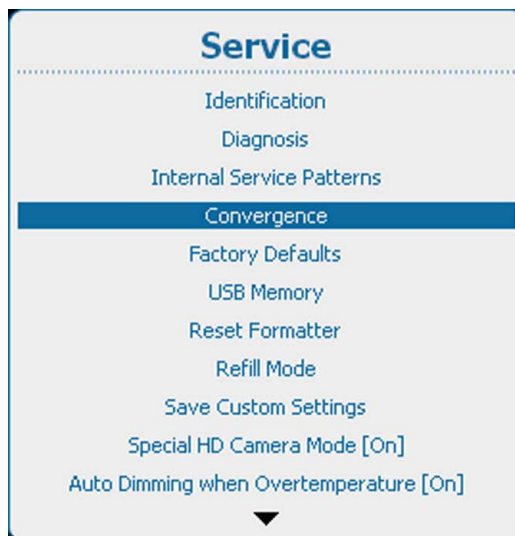 Service
Identification
Diagnosis
Internal Service Patterns
Convergence
Factory Defaults
USB Memory
Reset Formatter
Refill Mode
Save Custom Settings
Special HD Camera Mode [On]
Auto Dimming when Overtemperature [On]